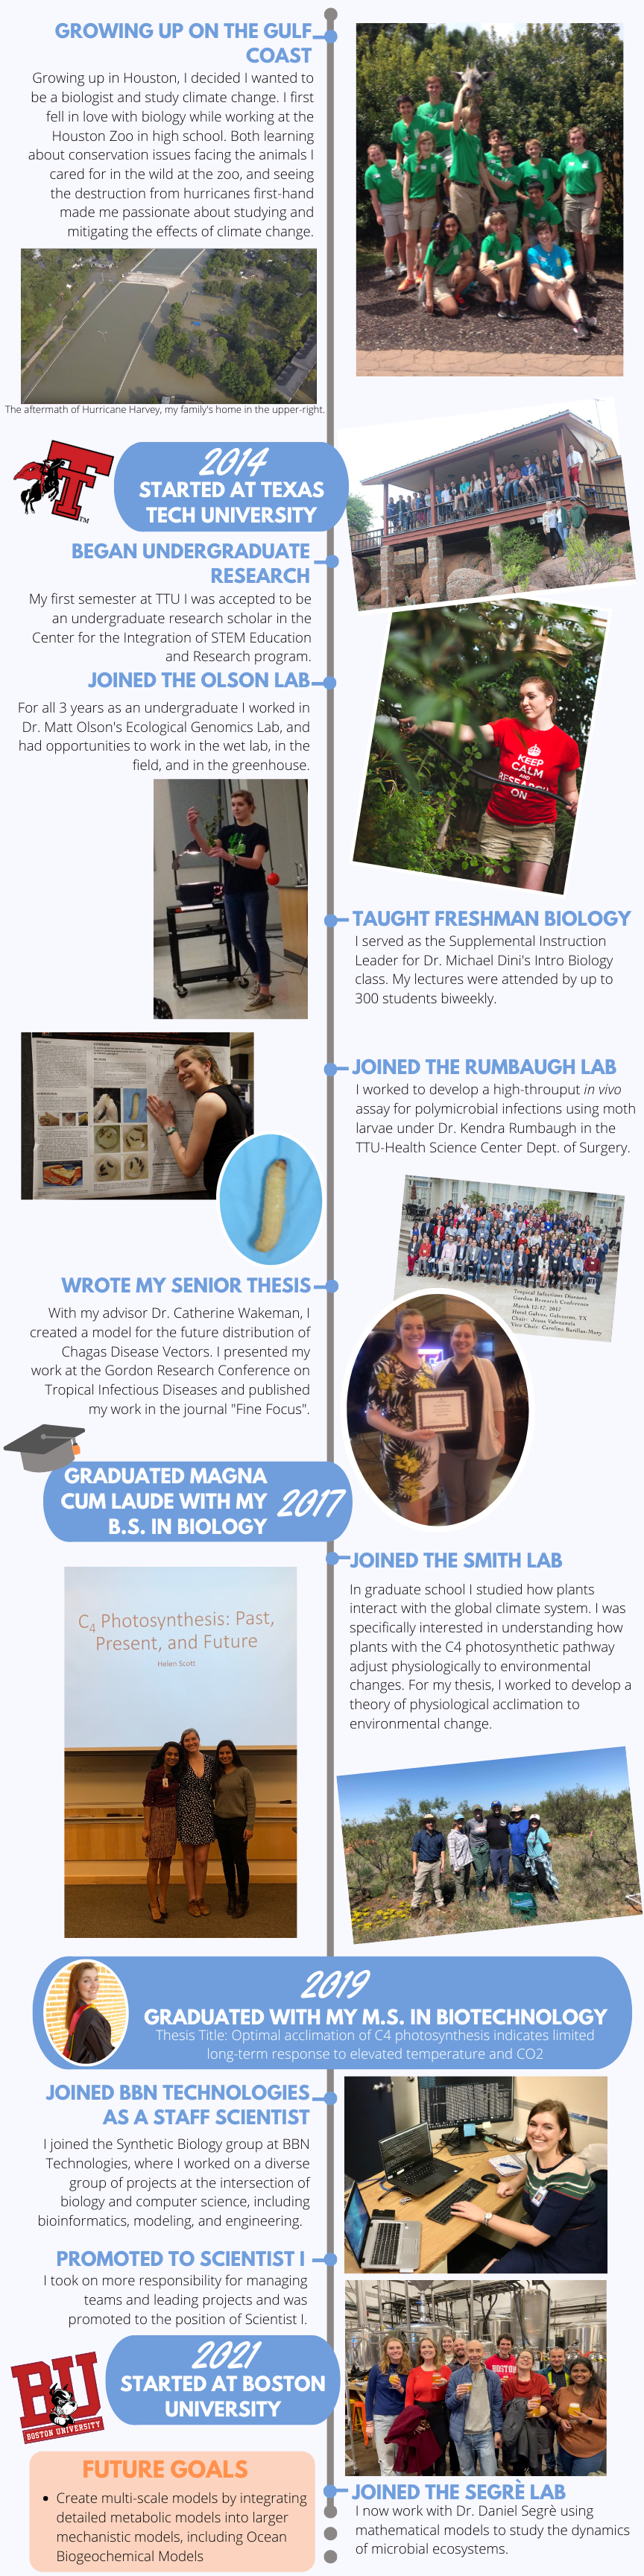 GROWING UP ON THE GULF
COAST
Growing up in Houston, I decided I wanted to
be a biologist and study climate change. I first
fell in love with biology while working at the
Houston Zoo in high school. Both learning
about conservation issues facing the animals I
cared for in the wild at the zoo, and seeing
the destruction from hurricanes first-hand
made me passionate about studying and
mitigating the effects of climate change.
The aftermath of Hurricane Harvey, my family's home in the upper-right.
T
TM
2014
STARTED AT TEXAS
TECH UNIVERSITY
BEGAN UNDERGRADUATE
RESEARCH
My first semester at TTU I was accepted to be
an undergraduate research scholar in the
Center for the Integration of STEM Education
and Research program.
JOINED THE OLSON LAB
For all 3 years as an undergraduate I worked in
Dr. Matt Olson's Ecological Genomics Lab, and
had opportunities to work in the wet lab, in the
field, and in the greenhouse.
KEEP
CALM
AND
RESEARCH
ON
TAUGHT FRESHMAN BIOLOGY
I served as the Supplemental Instruction
Leader for Dr. Michael Dini's Intro Biology
class. My lectures were attended by up to
300 students biweekly.
JOINED THE RUMBAUGH LAB
I worked to develop a high-throuput in vivo
assay for polymicrobial infections using moth
larvae under Dr. Kendra Rumbaugh in the
TTU-Health Science Center Dept. of Surgery.
Tropical Infectious Diseases
Gordon Research Conference
March 12-17, 2017
Hotel Galvez, Galveston, TX
Chair: Jesus Valenzuela
Vice Chair: Carolina Barillas-Mury
WROTE MY SENIOR THESIS
With my advisor Dr. Catherine Wakeman, I
created a model for the future distribution of
Chagas Disease Vectors. I presented my
work at the Gordon Research Conference on
Tropical Infectious Diseases and published
my work in the journal "Fine Focus".
GRADUATED MAGNA
CUM LAUDE WITH MY
B.S. IN BIOLOGY
2017
JOINED THE SMITH LAB
In graduate school I studied how plants
interact with the global climate system. I was
specifically interested in understanding how
plants with the C4 photosynthetic pathway
adjust physiologically to environmental
changes. For my thesis, I worked to develop a
theory of physiological acclimation to
environmental change.
C4 Photosynthesis: Past,
Present, and Future
Helen Scott
2019
GRADUATED WITH MY M.S. IN BIOTECHNOLOGY
Thesis Title: Optimal acclimation of C4 photosynthesis indicates limited
long-term response to elevated temperature and CO2
JOINED BBN TECHNOLOGIES
AS A STAFF SCIENTIST
I joined the Synthetic Biology group at BBN
Technologies, where I worked on a diverse
group of projects at the intersection of
biology and computer science, including
bioinformatics, modeling, and engineering.
PROMOTED TO SCIENTIST I
I took on more responsibility for managing
teams and leading projects and was
promoted to the position of Scientist I.
BOSTON
BU
BOSTON UNIVERSITY
2021
STARTED AT BOSTON
UNIVERSITY
FUTURE GOALS
• Create multi-scale models by integrating
detailed metabolic models into larger
mechanistic models, including Ocean
Biogeochemical Models
JOINED THE SEGRÈ LAB
I now work with Dr. Daniel Segrè using
mathematical models to study the dynamics
of microbial ecosystems.